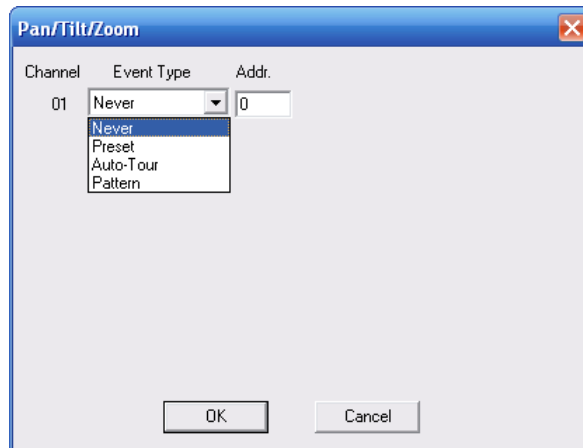 Pan/Tilt/Zoom
Channel Event Type Addr.
01 Never 0
Never
Preset
Auto-Tour
Pattern
OK Cancel